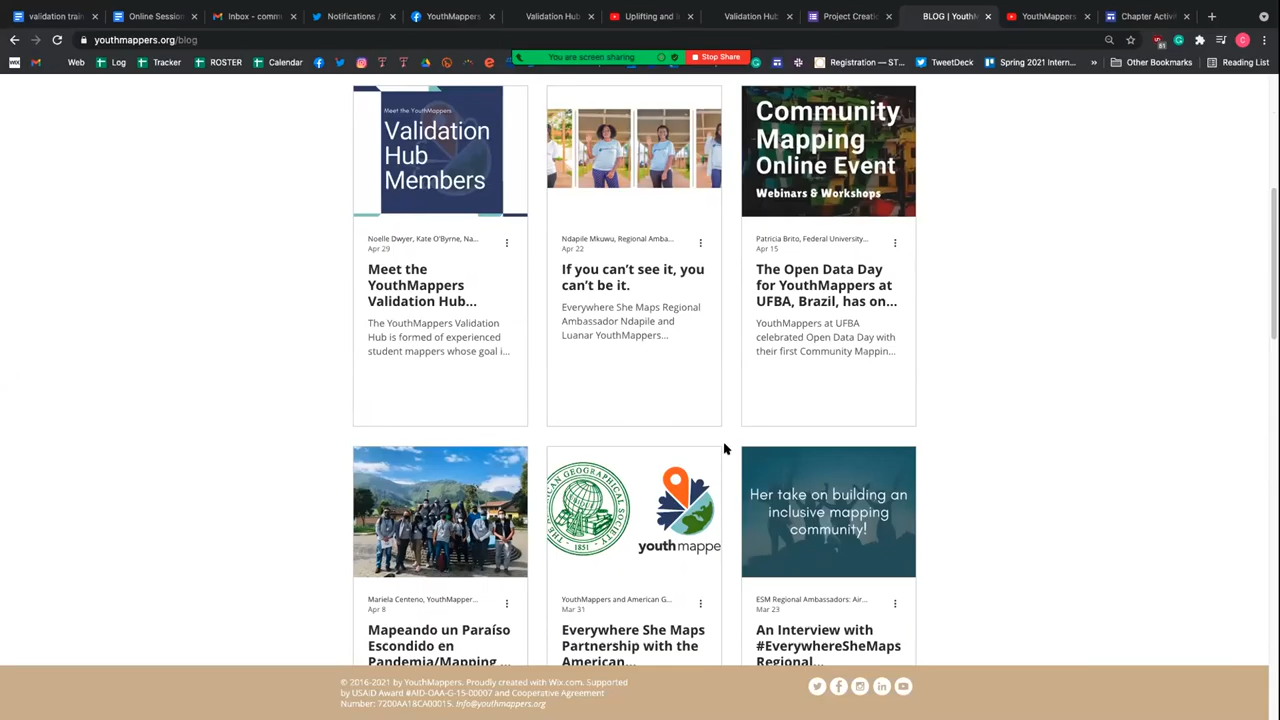 validation train
Online Session
Inbox - comm
Notifications /
YouthMappers
Validation Hub
Uplifting and
Validation Hub
Project Creatio
BLOG | YouthM
YouthMappers
Chapter Activi
youthmappers.org/blog
81
C
Web
Log
Tracker
ROSTER
You are screen sharing
Stop Share
Registration — ST...
TweetDeck
Spring 2021 Intern...
Other Bookmarks
Reading List
Meet the YouthMappers
Validation
Hub
Members
Noelle Dwyer, Kate O'Byrne, Na...
Apr 29
Meet the
YouthMappers
Validation Hub...
The YouthMappers Validation
Hub is formed of experienced
student mappers whose goal i...
Ndapile Mkuwu, Regional Amba...
Apr 22
If you can't see it, you
can't be it.
Everywhere She Maps Regional
Ambassador Ndapile and
Luanar YouthMappers...
Community
Mapping
Online Event
Webinars & Workshops
Patrícia Brito, Federal University...
Apr 15
The Open Data Day
for YouthMappers at
UFBA, Brazil, has on...
YouthMappers at UFBA
celebrated Open Data Day with
their first Community Mappin...
Mariela Centeno, YouthMapper...
Apr 8
Mapeando un Paraíso
Escondido en
Pandemia/Mapping ...
1851
youthmappe
YouthMappers and American G...
Mar 31
Everywhere She Maps
Partnership with the
American...
Her take on building an
inclusive mapping
community!
ESM Regional Ambassadors: Air...
Mar 23
An Interview with
#EverywhereSheMaps
Regional...
© 2016-2021 by YouthMappers. Proudly created with Wix.com. Supported
by USAID Award #AID-OAA-G-15-00007 and Cooperative Agreement
Number: 7200AA18CA00015. Info@youthmappers.org